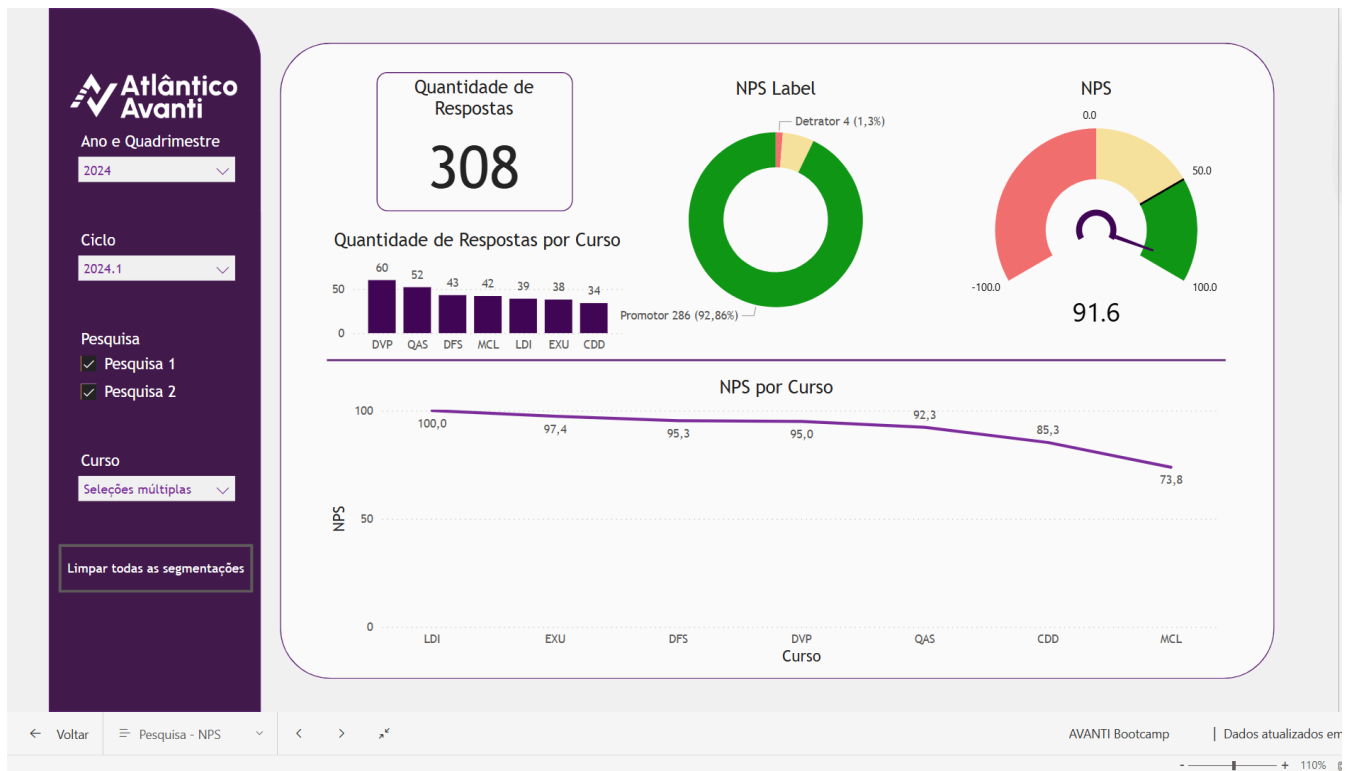 Atlântico
Avanti
Ano e Quadrimestre
2024
Ciclo
2024.1
Pesquisa
Pesquisa 1
Pesquisa 2
Curso
Seleções múltiplas
Limpar todas as segmentações
Quantidade de
Respostas
308
NPS Label
Detrator 4 (1,3%)
Promotor 286 (92,86%)
NPS
0.0
50.0
-100.0
100.0
91.6
Quantidade de Respostas por Curso
60
52
43
42
39
38
34
50
0
DVP
QAS
DFS
MCL
LDI
EXU
CDD
NPS por Curso
100
50
0
NPS
100,0
97,4
95,3
95,0
92,3
85,3
73,8
LDI
EXU
DFS
DVP
QAS
CDD
MCL
Curso
Voltar
Pesquisa - NPS
AVANTI Bootcamp
| Dados atualizados em
- + 110%